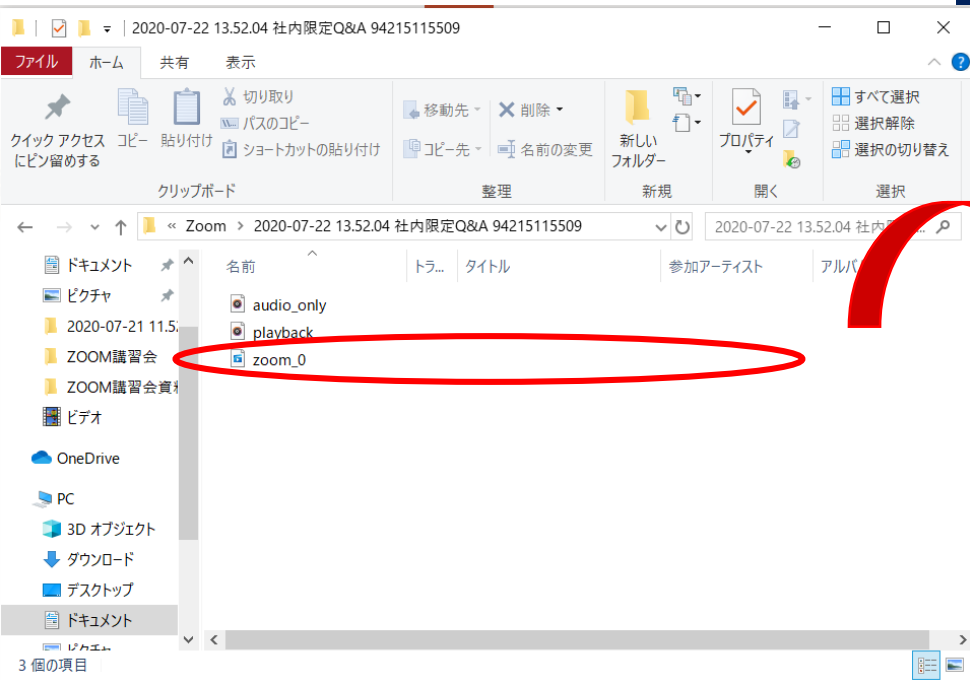 2020-07-22 13.52.04 社内限定Q&A 94215115509
ファイル ホーム 共有 表示
クイック アクセス
にピン留めする
コピー
貼り付け
切り取り
パスのコピー
ショートカットの貼り付け
クリップボード
移動先
コピー先
削除
名前の変更
整理
新しい
フォルダー
新規
プロパティ
開く
すべて選択
選択解除
選択の切り替え
選択
« Zoom > 2020-07-22 13.52.04 社内限定Q&A 94215115509
2020-07-22 13.52.04 社内
ドキュメント
ピクチャ
2020-07-21 11.5
ZOOM講習会
ZOOM講習会資
ビデオ
OneDrive
PC
3D オブジェクト
ダウンロード
デスクトップ
ドキュメント
ピクチャ
名前 トラ... タイトル 参加アーティスト アルバ
audio_only
playback
zoom_0
3 個の項目